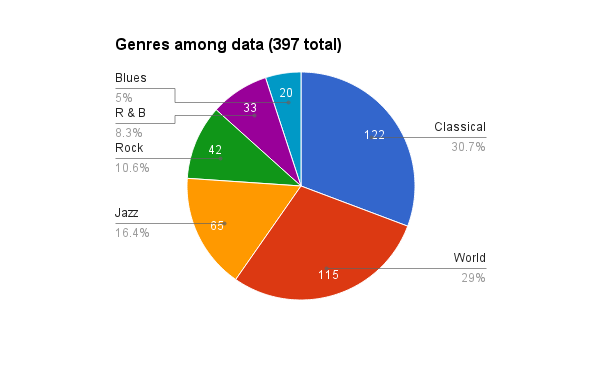 Genres among data (397 total)
Blues
5%
R & B
8.3%
Rock
10.6%
Jazz
16.4%
Classical
30.7%
World
29%
20
33
42
65
122
115